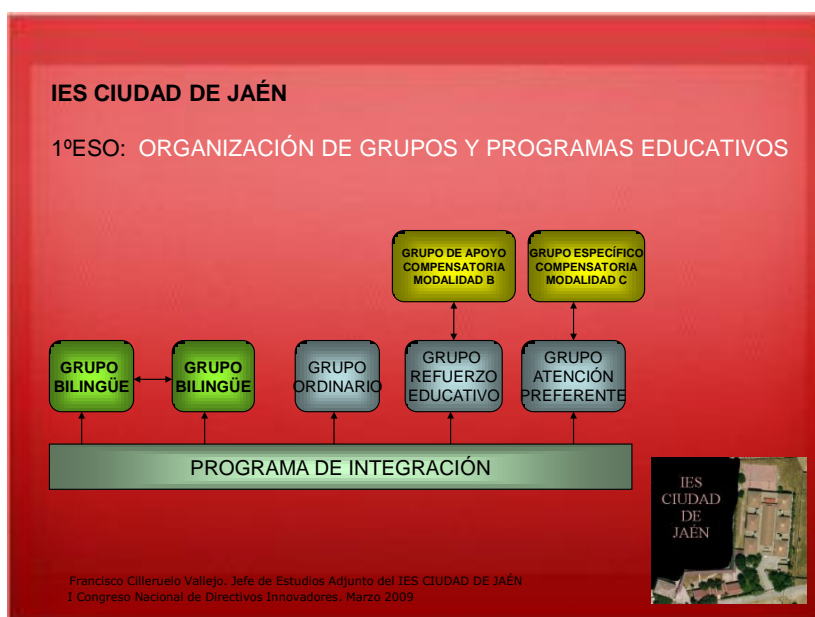 IES CIUDAD DE JAÉN
1ºESO: ORGANIZACIÓN DE GRUPOS Y PROGRAMAS EDUCATIVOS
GRUPO DE APOYO
COMPENSATORIA
MODALIDAD B
GRUPO ESPECÍFICO
COMPENSATORIA
MODALIDAD C
GRUPO
BILINGÜE
GRUPO
BILINGÜE
GRUPO
ORDINARIO
GRUPO
REFUERZO
EDUCATIVO
GRUPO
ATENCIÓN
PREFERENTE
PROGRAMA DE INTEGRACIÓN
IES
CIUDAD
DE
JAÉN
Francisco Cilleruelo Vallejo. Jefe de Estudios Adjunto del IES CIUDAD DE JAÉN
I Congreso Nacional de Directivos Innovadores. Marzo 2009